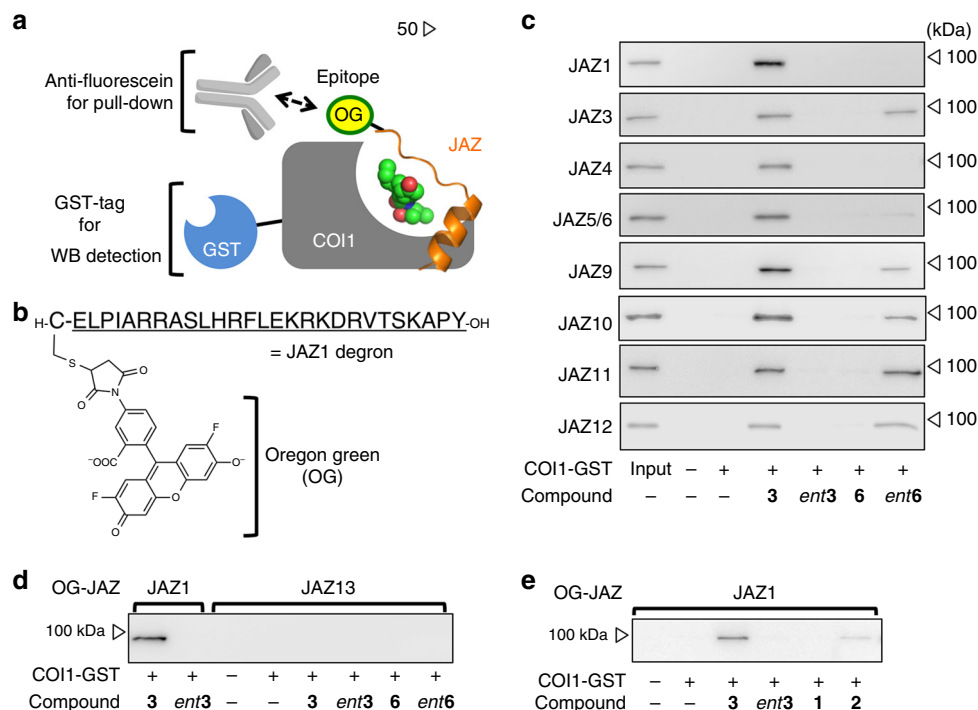 a
50 ▷
Anti-fluorescein
for pull-down
Epitope
OG
JAZ
GST-tag
for
WB detection
GST
COI1
b
H-C-ELPIARRASLHRFLEKRKDRVTSKAPY-OH
= JAZ1 degron
S
O
N
O
F
⁻OOC
O⁻
F
O
O
Oregon green
(OG)
c
(kDa)
JAZ1 ◁ 100
JAZ3 ◁ 100
JAZ4 ◁ 100
JAZ5/6 ◁ 100
JAZ9 ◁ 100
JAZ10 ◁ 100
JAZ11 ◁ 100
JAZ12 ◁ 100
COI1-GST Input – + + + + +
Compound – – – 3 ent3 6 ent6
d
OG-JAZ JAZ1 JAZ13
100 kDa ▷
COI1-GST + + – + + + + +
Compound 3 ent3 – – 3 ent3 6 ent6
e
OG-JAZ JAZ1
100 kDa ▷
COI1-GST – + + + + +
Compound – – 3 ent3 1 2